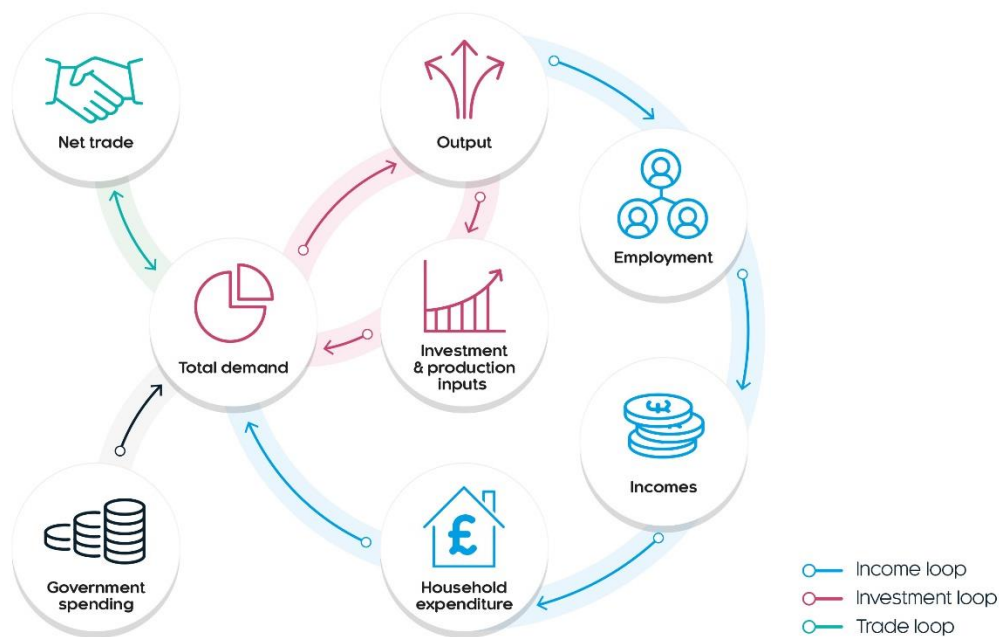 Net trade
Output
Employment
Total demand
Investment
& production
inputs
£
Incomes
Government
spending
£
Household
expenditure
Income loop
Investment loop
Trade loop